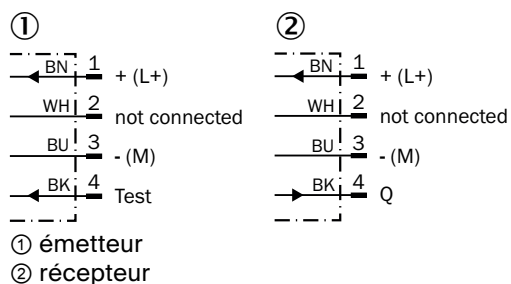 ①
BN 1 + (L+)
WH 2 not connected
BU 3 - (M)
BK 4 Test
②
BN 1 + (L+)
WH 2 not connected
BU 3 - (M)
BK 4 Q
① émetteur
② récepteur